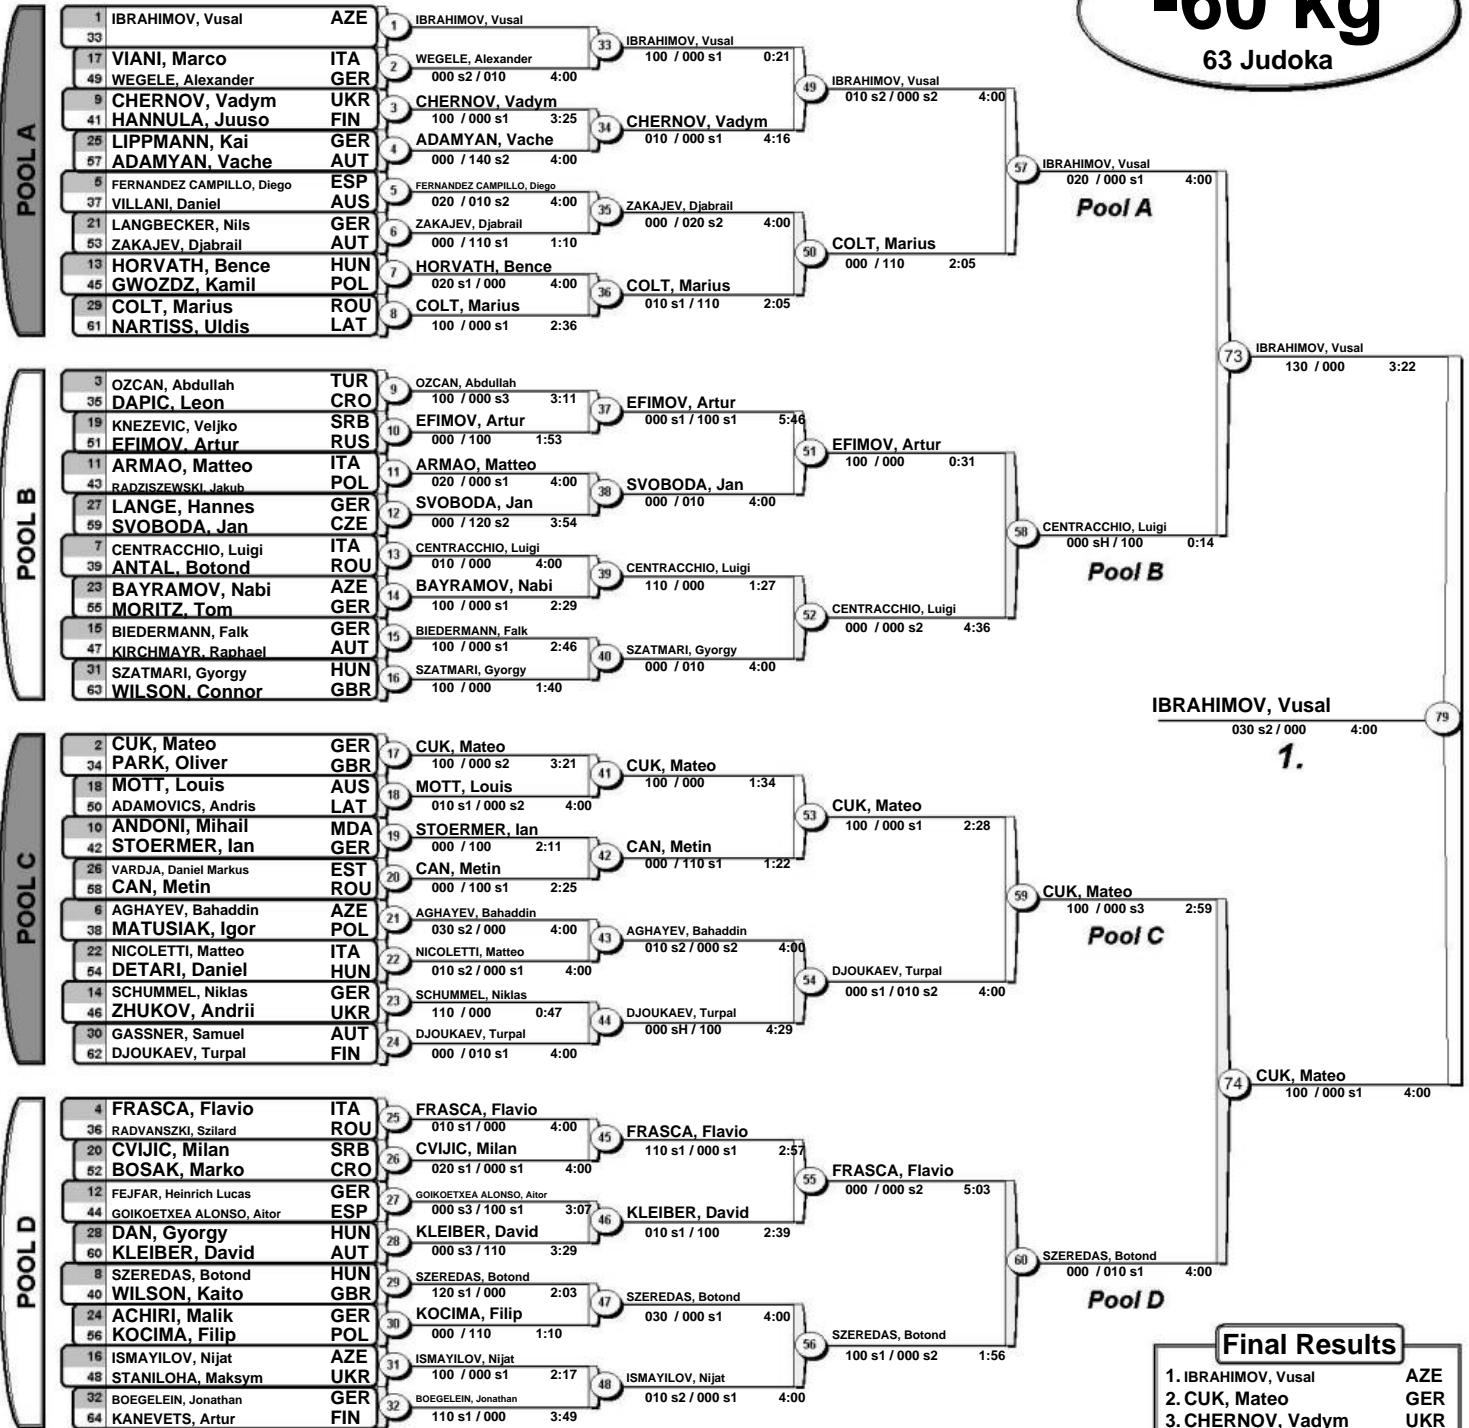 -60 kg
63 Judoka
POOL A
1 IBRAHIMOV, Vusal AZE
33
17 VIANI, Marco ITA
49 WEGELE, Alexander GER
9 CHERNOV, Vadym UKR
41 HANNULA, Juuso FIN
25 LIPPMANN, Kai GER
57 ADAMYAN, Vache AUT
5 FERNANDEZ CAMPILLO, Diego ESP
37 VILLANI, Daniel AUS
21 LANGBECKER, Nils GER
53 ZAKAJEV, Djabrail AUT
13 HORVATH, Bence HUN
45 GWOZDZ, Kamil POL
29 COLT, Marius ROU
61 NARTISS, Uldis LAT
1 IBRAHIMOV, Vusal
2 WEGELE, Alexander
000 s2 / 010 4:00
3 CHERNOV, Vadym
100 / 000 s1 3:25
4 ADAMYAN, Vache
000 / 140 s2 4:00
5 FERNANDEZ CAMPILLO, Diego
020 / 010 s2 4:00
6 ZAKAJEV, Djabrail
000 / 110 s1 1:10
7 HORVATH, Bence
020 s1 / 000 4:00
8 COLT, Marius
100 / 000 s1 2:36
33 IBRAHIMOV, Vusal
100 / 000 s1 0:21
34 CHERNOV, Vadym
010 / 000 s1 4:16
35 ZAKAJEV, Djabrail
000 / 020 s2 4:00
36 COLT, Marius
010 s1 / 110 2:05
49 IBRAHIMOV, Vusal
010 s2 / 000 s2 4:00
50 COLT, Marius
000 / 110 2:05
57 IBRAHIMOV, Vusal
020 / 000 s1 4:00
Pool A
POOL B
3 OZCAN, Abdullah TUR
35 DAPIC, Leon CRO
19 KNEZEVIC, Veljko SRB
51 EFIMOV, Artur RUS
11 ARMAO, Matteo ITA
43 RADZISZEWSKI, Jakub POL
27 LANGE, Hannes GER
59 SVOBODA, Jan CZE
7 CENTRACCHIO, Luigi ITA
39 ANTAL, Botond ROU
23 BAYRAMOV, Nabi AZE
55 MORITZ, Tom GER
15 BIEDERMANN, Falk GER
47 KIRCHMAYR, Raphael AUT
31 SZATMARI, Gyorgy HUN
63 WILSON, Connor GBR
9 OZCAN, Abdullah
100 / 000 s3 3:11
10 EFIMOV, Artur
000 / 100 1:53
11 ARMAO, Matteo
020 / 000 s1 4:00
12 SVOBODA, Jan
000 / 120 s2 3:54
13 CENTRACCHIO, Luigi
010 / 000 4:00
14 BAYRAMOV, Nabi
100 / 000 s1 2:29
15 BIEDERMANN, Falk
100 / 000 s1 2:46
16 SZATMARI, Gyorgy
100 / 000 1:40
37 EFIMOV, Artur
000 s1 / 100 s1 5:46
38 SVOBODA, Jan
000 / 010 4:00
39 CENTRACCHIO, Luigi
110 / 000 1:27
40 SZATMARI, Gyorgy
000 / 010 4:00
51 EFIMOV, Artur
100 / 000 0:31
52 CENTRACCHIO, Luigi
000 / 000 s2 4:36
58 CENTRACCHIO, Luigi
000 sH / 100 0:14
Pool B
73 IBRAHIMOV, Vusal
130 / 000 3:22
IBRAHIMOV, Vusal 79
030 s2 / 000 4:00
1.
POOL C
2 CUK, Mateo GER
34 PARK, Oliver GBR
18 MOTT, Louis AUS
50 ADAMOVICS, Andris LAT
10 ANDONI, Mihail MDA
42 STOERMER, Ian GER
26 VARDJA, Daniel Markus EST
58 CAN, Metin ROU
6 AGHAYEV, Bahaddin AZE
38 MATUSIAK, Igor POL
22 NICOLETTI, Matteo ITA
54 DETARI, Daniel HUN
14 SCHUMMEL, Niklas GER
46 ZHUKOV, Andrii UKR
30 GASSNER, Samuel AUT
62 DJOUKAEV, Turpal FIN
17 CUK, Mateo
100 / 000 s2 3:21
18 MOTT, Louis
010 s1 / 000 s2 4:00
19 STOERMER, Ian
000 / 100 2:11
20 CAN, Metin
000 / 100 s1 2:25
21 AGHAYEV, Bahaddin
030 s2 / 000 4:00
22 NICOLETTI, Matteo
010 s2 / 000 s1 4:00
23 SCHUMMEL, Niklas
110 / 000 0:47
24 DJOUKAEV, Turpal
000 / 010 s1 4:00
41 CUK, Mateo
100 / 000 1:34
42 CAN, Metin
000 / 110 s1 1:22
43 AGHAYEV, Bahaddin
010 s2 / 000 s2 4:00
44 DJOUKAEV, Turpal
000 sH / 100 4:29
53 CUK, Mateo
100 / 000 s1 2:28
54 DJOUKAEV, Turpal
000 s1 / 010 s2 4:00
59 CUK, Mateo
100 / 000 s3 2:59
Pool C
POOL D
4 FRASCA, Flavio ITA
36 RADVANSZKI, Szilard ROU
20 CVIJIC, Milan SRB
52 BOSAK, Marko CRO
12 FEJFAR, Heinrich Lucas GER
44 GOIKOETXEA ALONSO, Aitor ESP
28 DAN, Gyorgy HUN
60 KLEIBER, David AUT
8 SZEREDAS, Botond HUN
40 WILSON, Kaito GBR
24 ACHIRI, Malik GER
56 KOCIMA, Filip POL
16 ISMAYILOV, Nijat AZE
48 STANILOHA, Maksym UKR
32 BOEGELEIN, Jonathan GER
64 KANEVETS, Artur FIN
25 FRASCA, Flavio
010 s1 / 000 4:00
26 CVIJIC, Milan
020 s1 / 000 s1 4:00
27 GOIKOETXEA ALONSO, Aitor
000 s3 / 100 s1 3:07
28 KLEIBER, David
000 s3 / 110 3:29
29 SZEREDAS, Botond
120 s1 / 000 2:03
30 KOCIMA, Filip
000 / 110 1:10
31 ISMAYILOV, Nijat
100 / 000 s1 2:17
32 BOEGELEIN, Jonathan
110 s1 / 000 3:49
45 FRASCA, Flavio
110 s1 / 000 s1 2:57
46 KLEIBER, David
010 s1 / 100 2:39
47 SZEREDAS, Botond
030 / 000 s1 4:00
48 ISMAYILOV, Nijat
010 s2 / 000 s1 4:00
55 FRASCA, Flavio
000 / 000 s2 5:03
56 SZEREDAS, Botond
100 s1 / 000 s2 1:56
60 SZEREDAS, Botond
000 / 010 s1 4:00
Pool D
74 CUK, Mateo
100 / 000 s1 4:00
Final Results
1. IBRAHIMOV, Vusal AZE
2. CUK, Mateo GER
3. CHERNOV, Vadym UKR